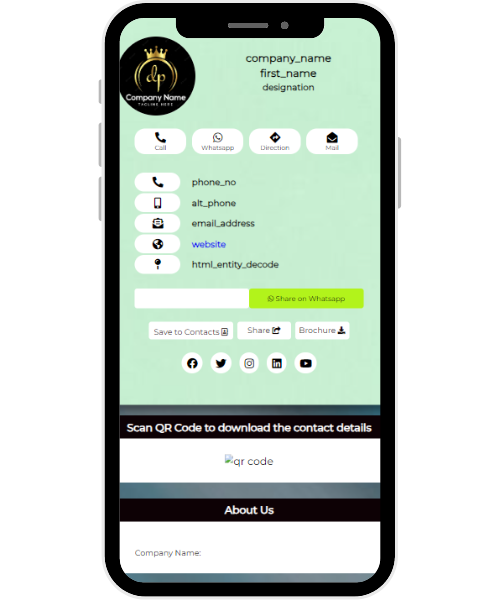 company_name
first_name
designation
dp
Company Name
TAGLINE HERE
Call
Whatsapp
Direction
Mail
phone_no
alt_phone
email_address
website
html_entity_decode
Share on Whatsapp
Save to Contacts
Share
Brochure
Scan QR Code to download the contact details
qr code
About Us
Company Name: